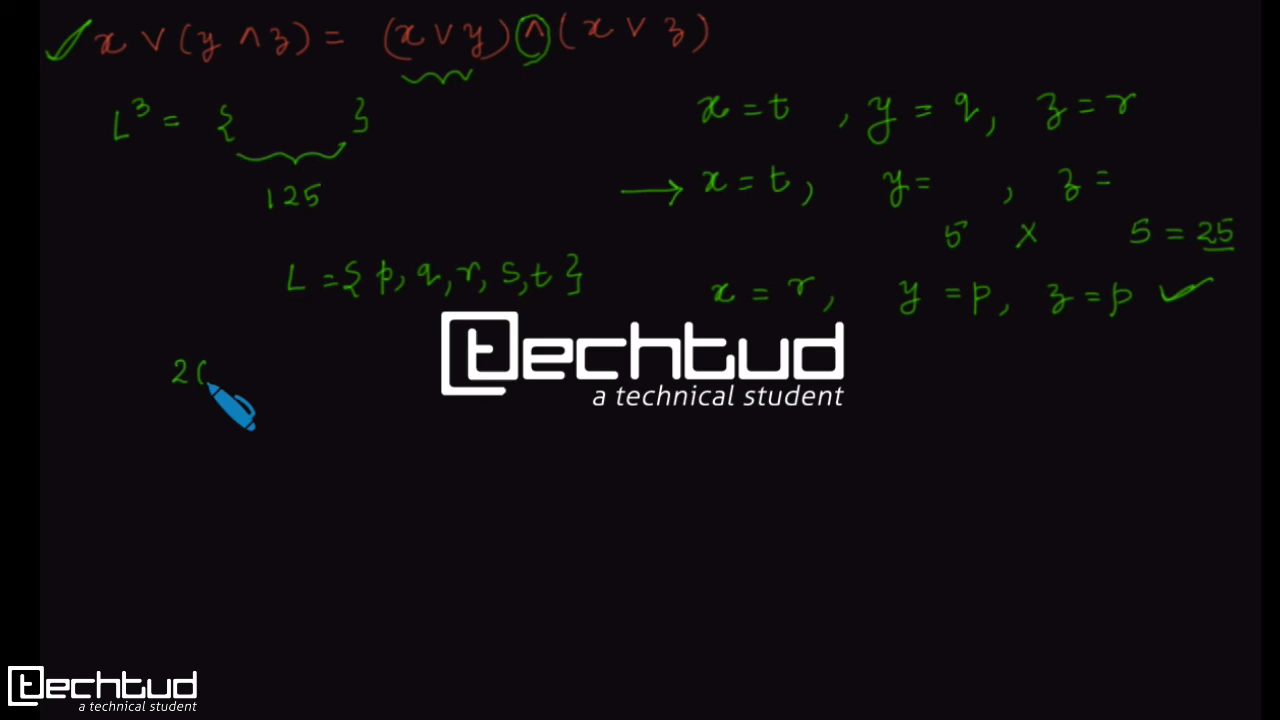 x ∨ (y ∧ z) = (x ∨ y) ∧ (x ∨ z)
L³ = { }
125
x = t , y = q, z = r
x = t, y = , z =
5 × 5 = 25
L = { p, q, r, s, t }
x = r, y = p, z = p
2(
techtud
a technical student
techtud
a technical student